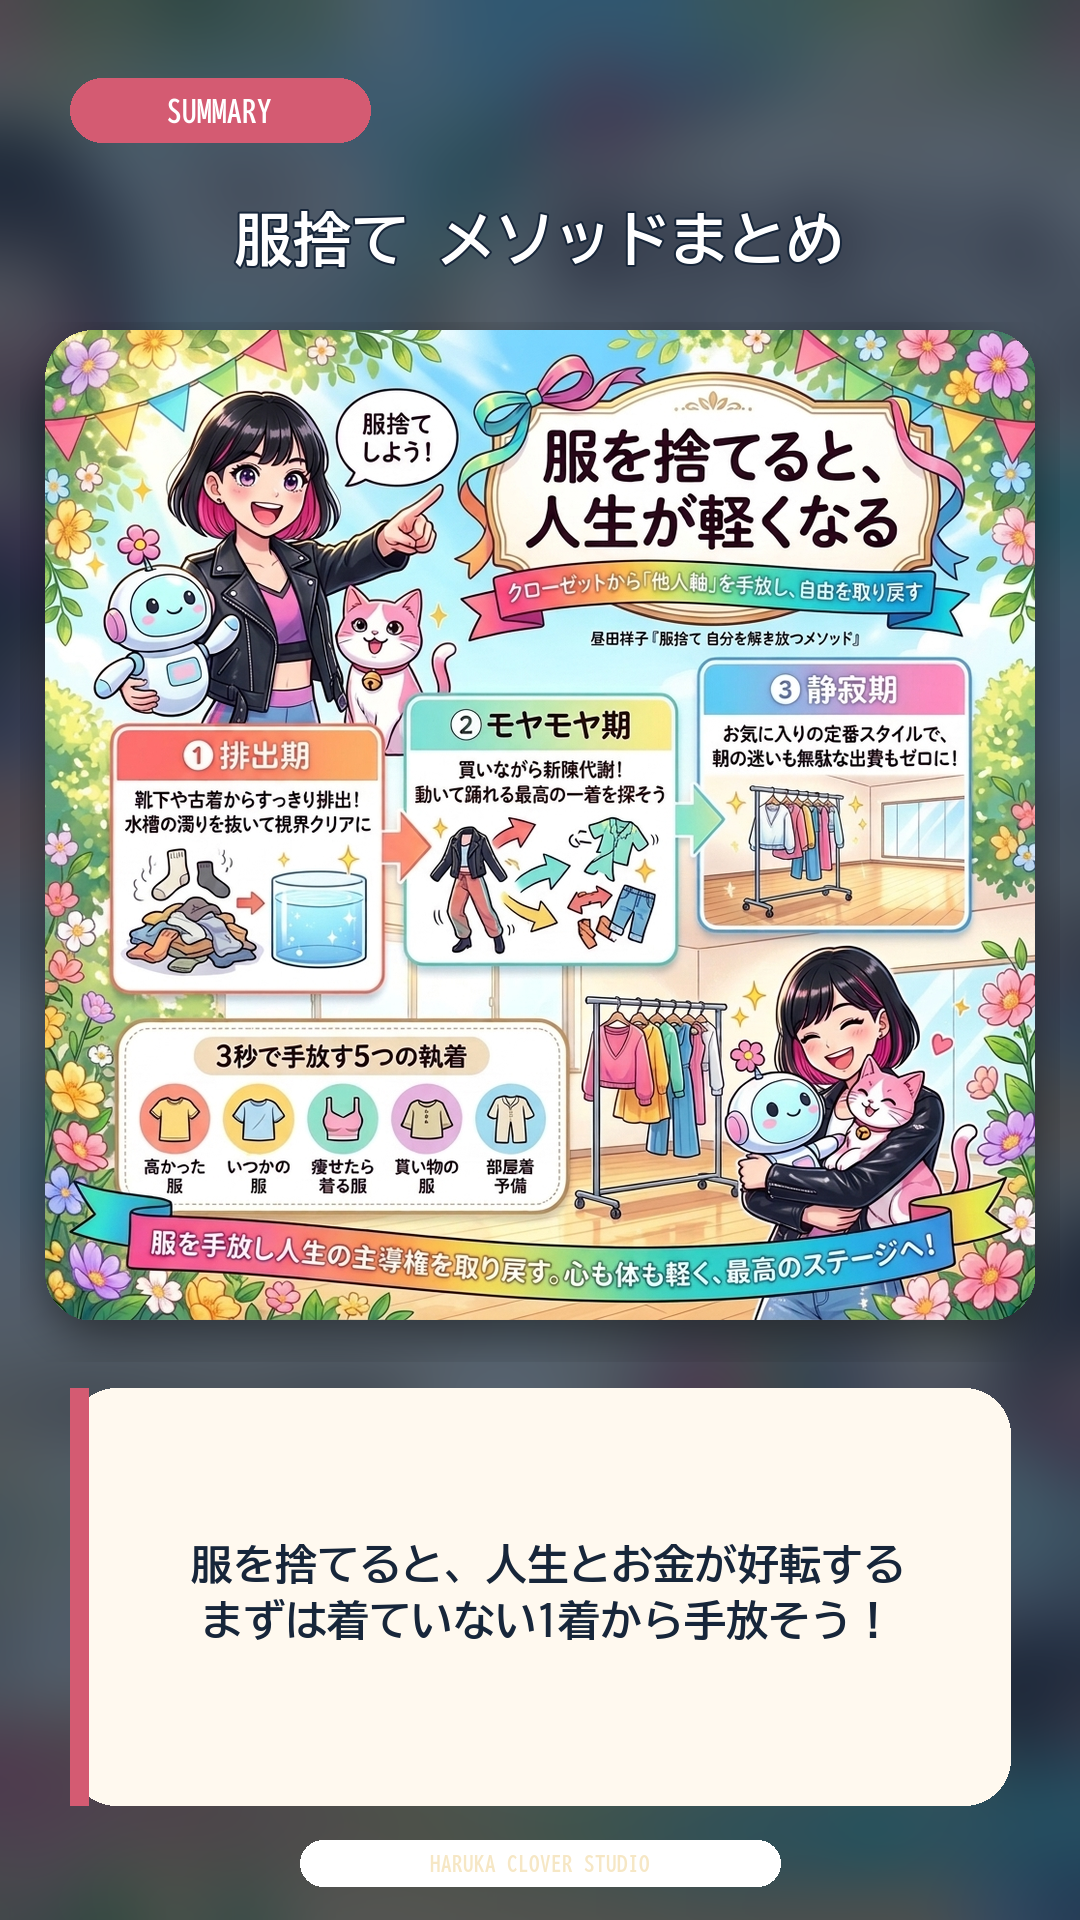 SUMMARY
服捨て メソッドまとめ
服捨て
しよう！
服を捨てると、
人生が軽くなる
クローゼットから「他人軸」を手放し、自由を取り戻す
昼田祥子『服捨て 自分を解き放つメソッド』
1 排出期
靴下や古着からすっきり排出！
水槽の濁りを抜いて視界クリアに
2 モヤモヤ期
買いながら新陳代謝！
動いて踊れる最高の一着を探そう
3 静寂期
お気に入りの定番スタイルで、
朝の迷いも無駄な出費もゼロに！
3秒で手放す5つの執着
高かった
服
いつかの
服
痩せたら
着る服
貰い物の
服
部屋着
予備
服を手放し人生の主導権を取り戻す。心も体も軽く、最高のステージへ！
服を捨てると、人生とお金が好転する
まずは着ていない1着から手放そう！
HARUKA CLOVER STUDIO